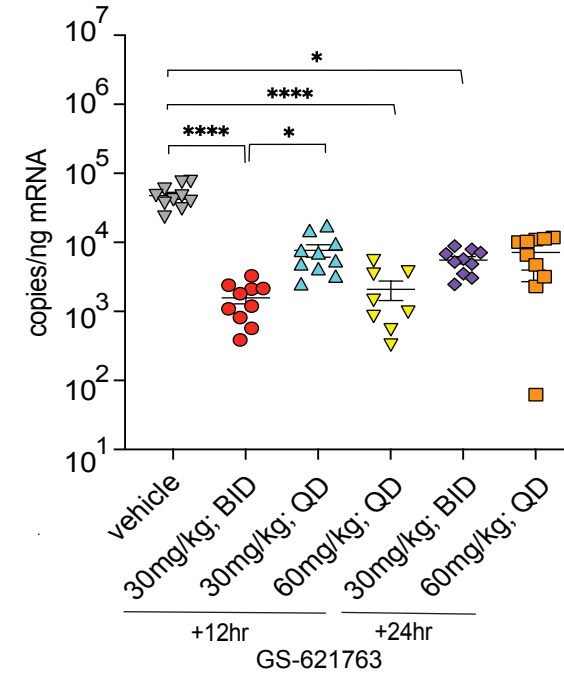 10^7
10^6
10^5
10^4
10^3
10^2
10^1
copies/ng mRNA
*
****
****
*
vehicle
30mg/kg; BID
30mg/kg; QD
60mg/kg; QD
30mg/kg; BID
60mg/kg; QD
+12hr
+24hr
GS-621763